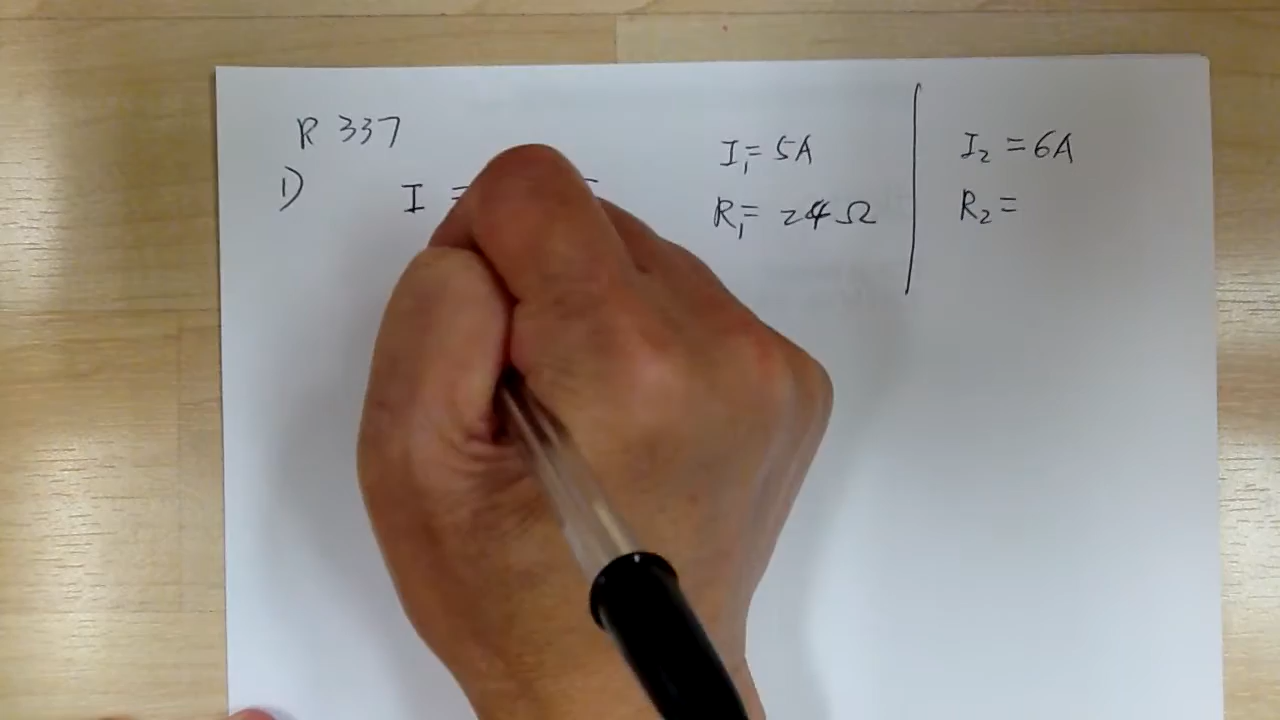 R 337
1) I =
I₁= 5A
R₁= 24 Ω
I₂ = 6A
R₂ =